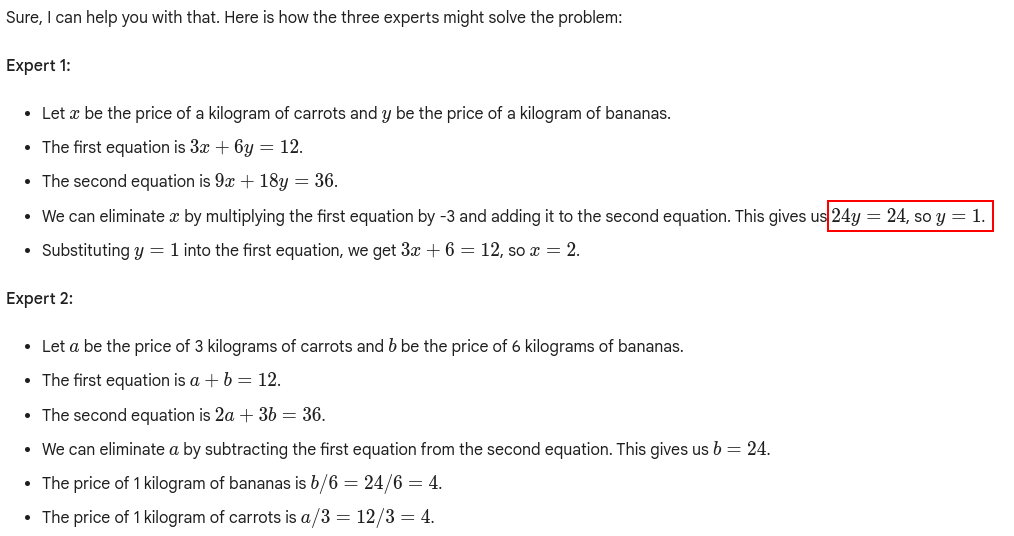 Sure, I can help you with that. Here is how the three experts might solve the problem:
Expert 1:
• Let x be the price of a kilogram of carrots and y be the price of a kilogram of bananas.
• The first equation is 3x + 6y = 12.
• The second equation is 9x + 18y = 36.
• We can eliminate x by multiplying the first equation by -3 and adding it to the second equation. This gives us 24y = 24, so y = 1.
• Substituting y = 1 into the first equation, we get 3x + 6 = 12, so x = 2.
Expert 2:
• Let a be the price of 3 kilograms of carrots and b be the price of 6 kilograms of bananas.
• The first equation is a + b = 12.
• The second equation is 2a + 3b = 36.
• We can eliminate a by subtracting the first equation from the second equation. This gives us b = 24.
• The price of 1 kilogram of bananas is b/6 = 24/6 = 4.
• The price of 1 kilogram of carrots is a/3 = 12/3 = 4.